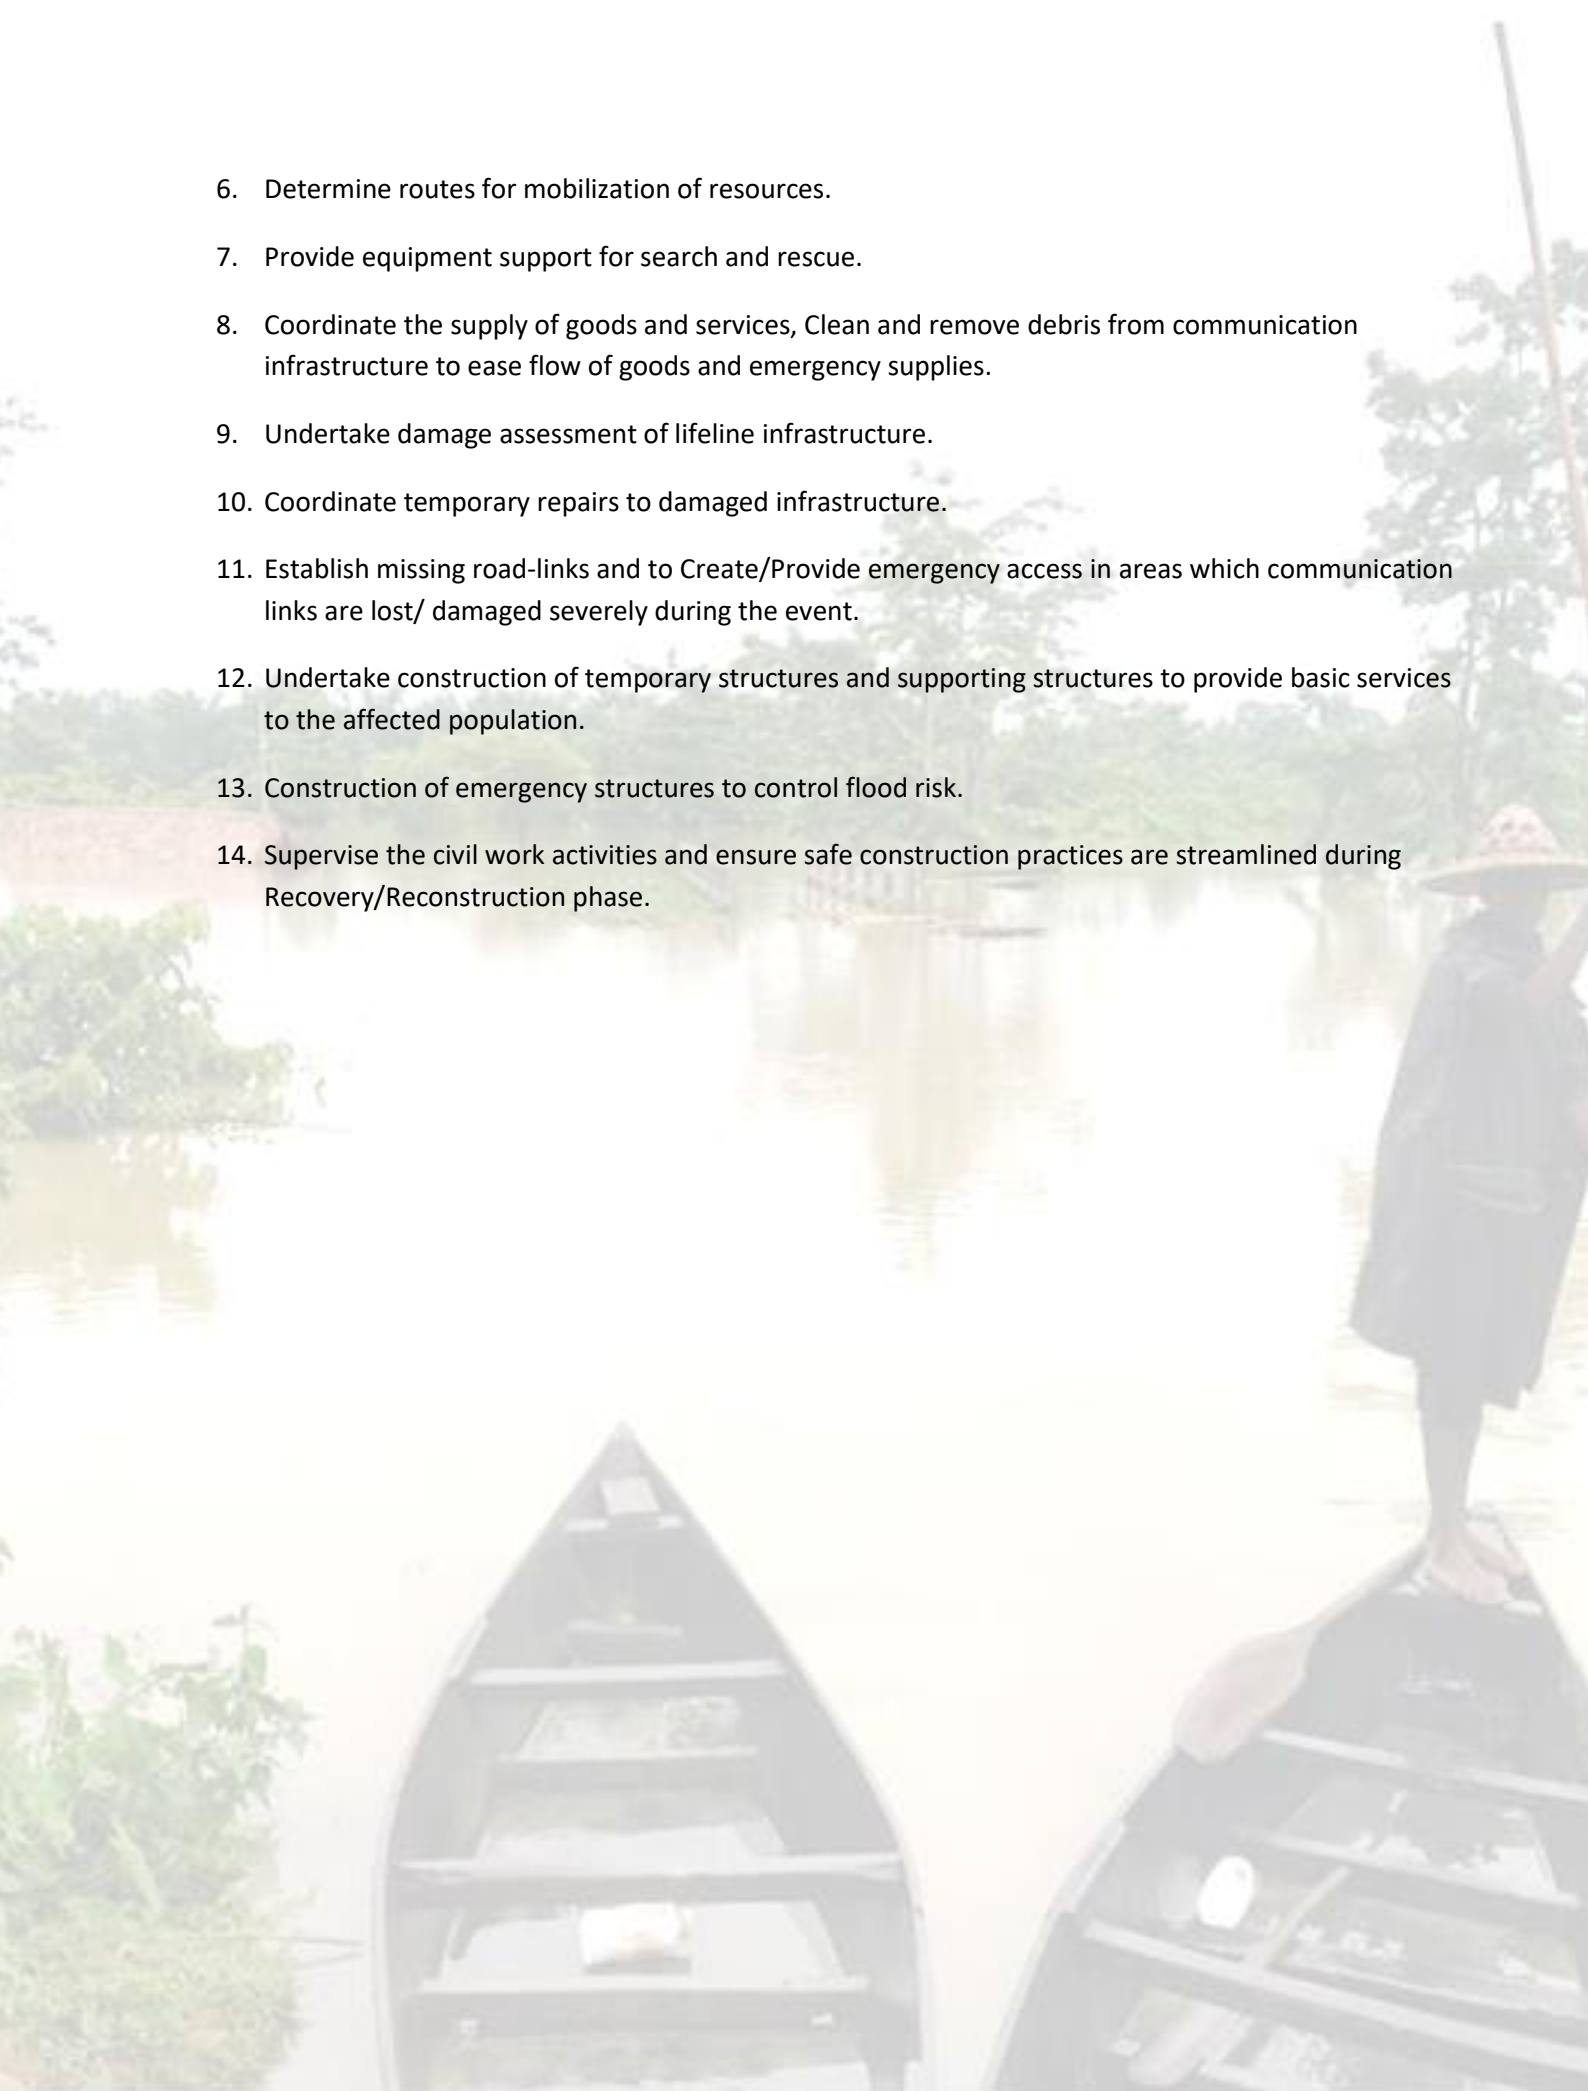 6. Determine routes for mobilization of resources.
7. Provide equipment support for search and rescue.
8. Coordinate the supply of goods and services, Clean and remove debris from communication
infrastructure to ease flow of goods and emergency supplies.
9. Undertake damage assessment of lifeline infrastructure.
10. Coordinate temporary repairs to damaged infrastructure.
11. Establish missing road-links and to Create/Provide emergency access in areas which communication
links are lost/ damaged severely during the event.
12. Undertake construction of temporary structures and supporting structures to provide basic services
to the affected population.
13. Construction of emergency structures to control flood risk.
14. Supervise the civil work activities and ensure safe construction practices are streamlined during
Recovery/Reconstruction phase.